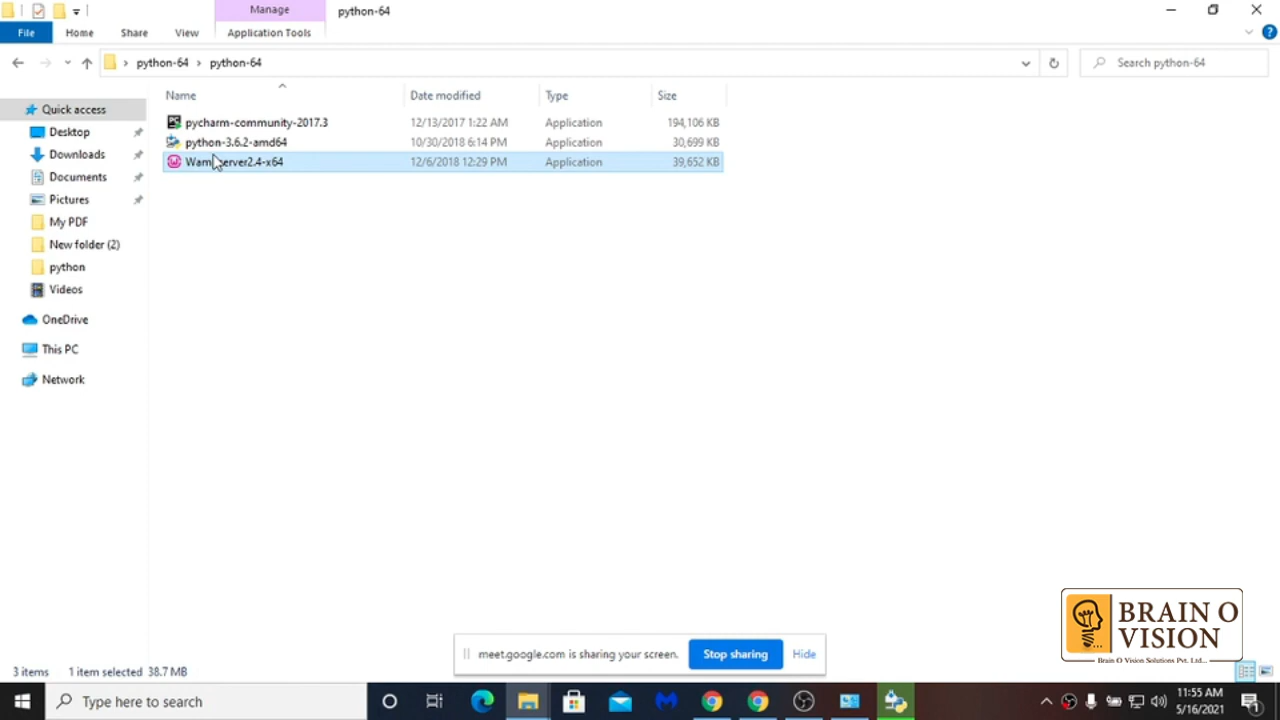 Manage
python-64
File
Home
Share
View
Application Tools
python-64
python-64
Search python-64
Name
Date modified
Type
Size
Quick access
Desktop
Downloads
Documents
Pictures
My PDF
New folder (2)
python
Videos
OneDrive
This PC
Network
pycharm-community-2017.3 12/13/2017 1:22 AM Application 194,106 KB
python-3.6.2-amd64 10/30/2018 6:14 PM Application 30,699 KB
Wampserver2.4-x64 12/6/2018 12:29 PM Application 39,652 KB
BRAIN O
VISION
Brain O Vision Solutions Pvt. Ltd...
meet.google.com is sharing your screen. Stop sharing Hide
3 items 1 item selected 38.7 MB
Type here to search
11:55 AM
5/16/2021
1